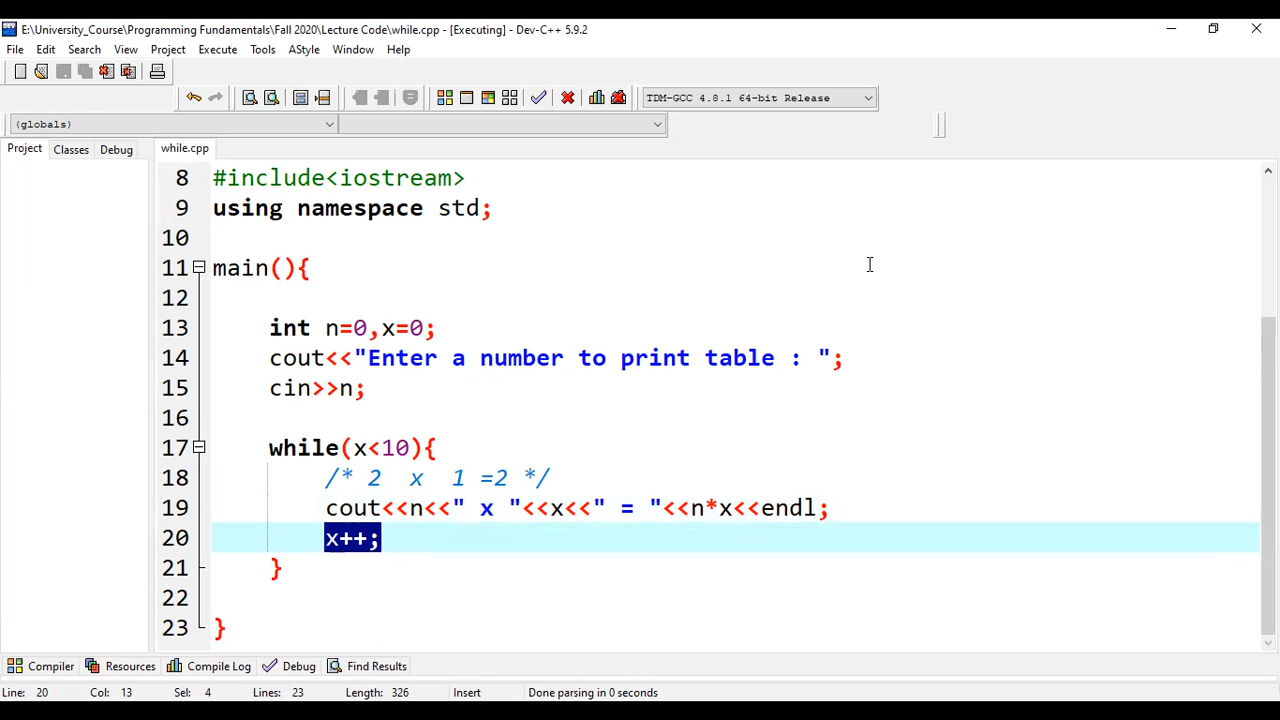 E:\University_Course\Programming Fundamentals\Fall 2020\Lecture Code\while.cpp - [Executing] - Dev-C++ 5.9.2
File Edit Search View Project Execute Tools AStyle Window Help
TDM-GCC 4.8.1 64-bit Release
(globals)
Project Classes Debug while.cpp
8 #include<iostream>
9 using namespace std;
10
11 main(){
12
13 int n=0,x=0;
14 cout<<"Enter a number to print table : ";
15 cin>>n;
16
17 while(x<10){
18 /* 2 x 1 =2 */
19 cout<<n<<" x "<<x<<" = "<<n*x<<endl;
20 x++;
21 }
22
23 }
Compiler Resources Compile Log Debug Find Results
Line: 20 Col: 13 Sel: 4 Lines: 23 Length: 326 Insert Done parsing in 0 seconds